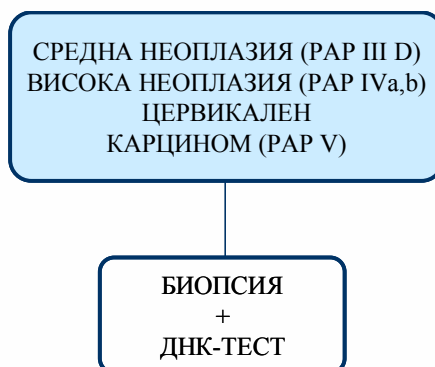 СРЕДНА НЕОПЛАЗИЯ (PAP III D)
ВИСОКА НЕОПЛАЗИЯ (PAP IVa,b)
ЦЕРВИКАЛЕН
КАРЦИНОМ (PAP V)
БИОПСИЯ
+
ДНК-ТЕСТ